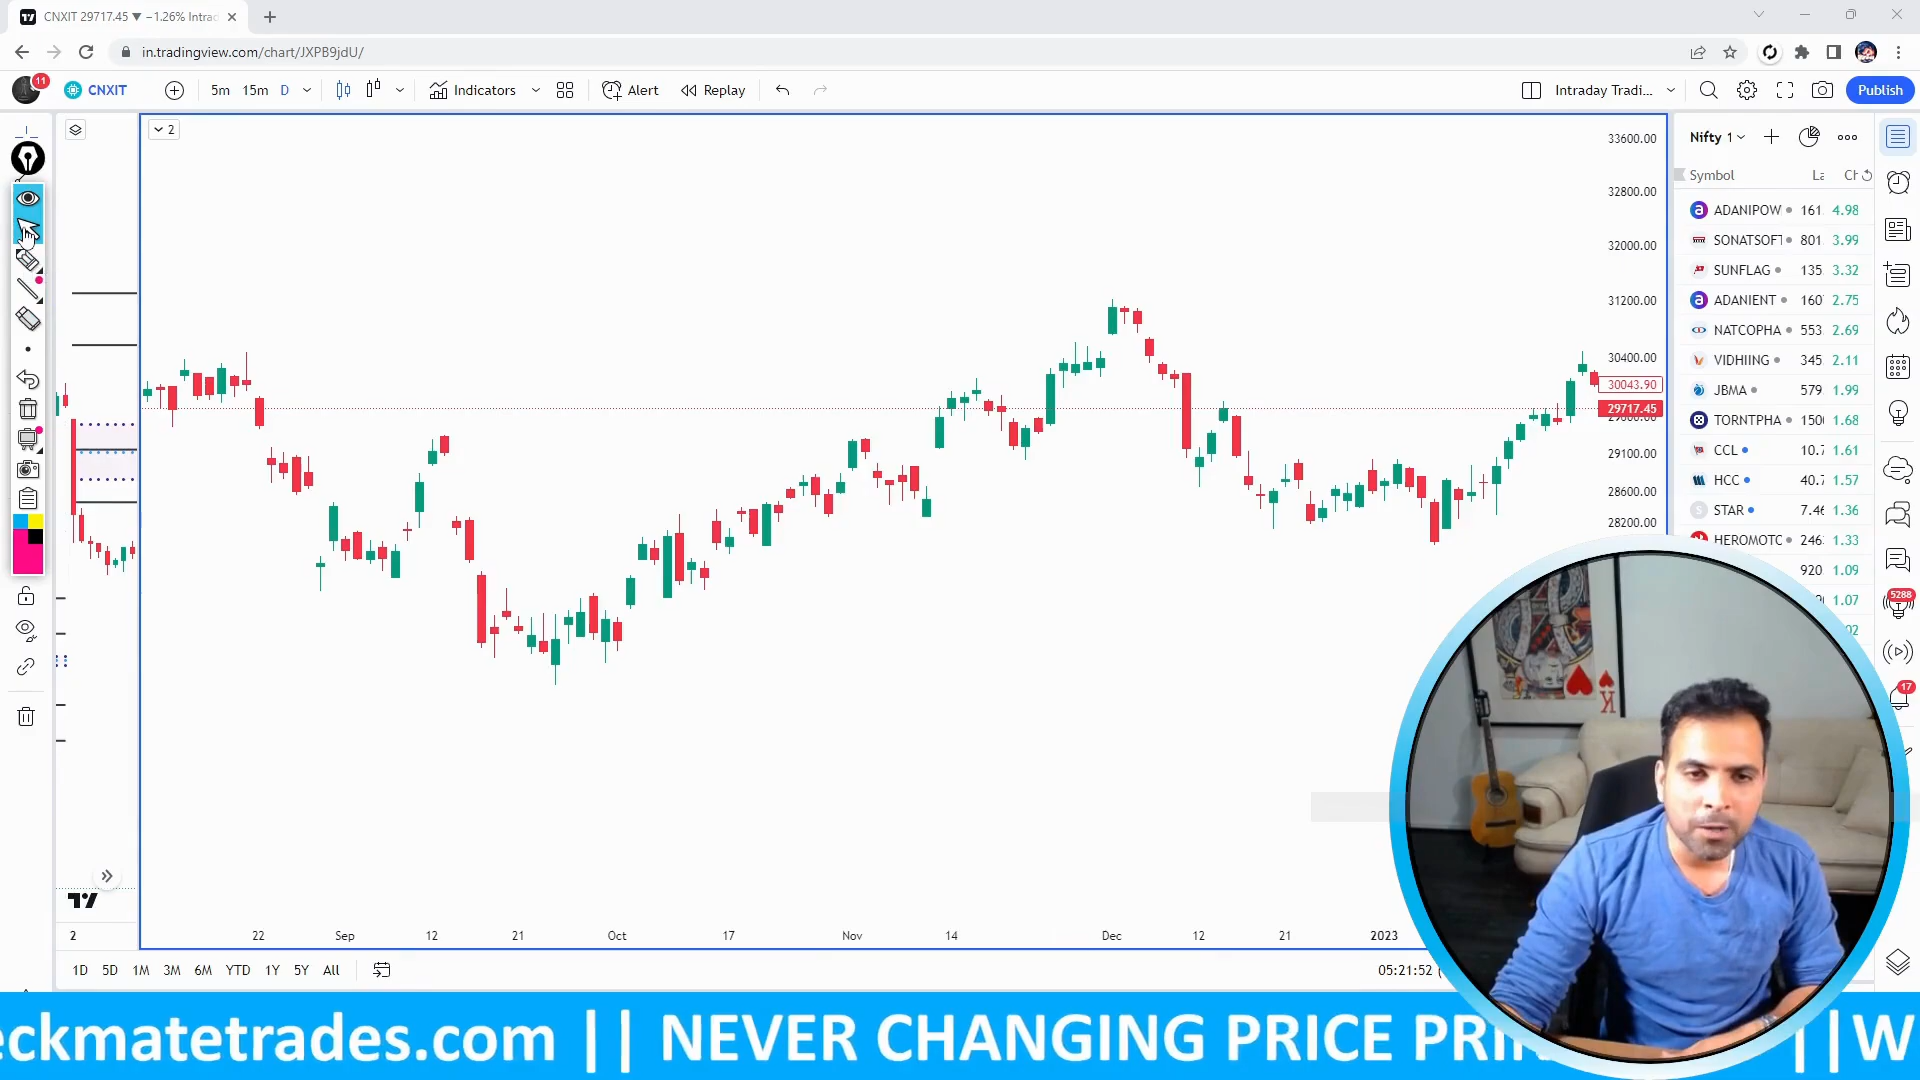 CNXIT 29717.45 ▼ −1.26% Intrac
in.tradingview.com/chart/JXPB9jdU/
11
CNXIT
5m 15m D
Indicators
Alert
Replay
Intraday Tradi...
Publish
2
33600.00
32800.00
32000.00
31200.00
30400.00
30043.90
29717.45
29100.00
28600.00
28200.00
Nifty 1
Symbol
ADANIPOW 161. 4.98
SONATSOFT 801. 3.99
SUNFLAG 135. 3.32
ADANIENT 160 2.75
NATCOPHA 553. 2.69
VIDHIING 345. 2.11
JBMA 579. 1.99
TORNTPHA 150 1.68
CCL 10.7 1.61
HCC 40.7 1.57
S STAR 7.46 1.36
HEROMOTC 246 1.33
920 1.09
1.07
5288
17
K
2 22 Sep 12 21 Oct 17 Nov 14 Dec 12 21 2023
1D 5D 1M 3M 6M YTD 1Y 5Y All
05:21:52
eckmatetrades.com || NEVER CHANGING PRICE PRIN ||W